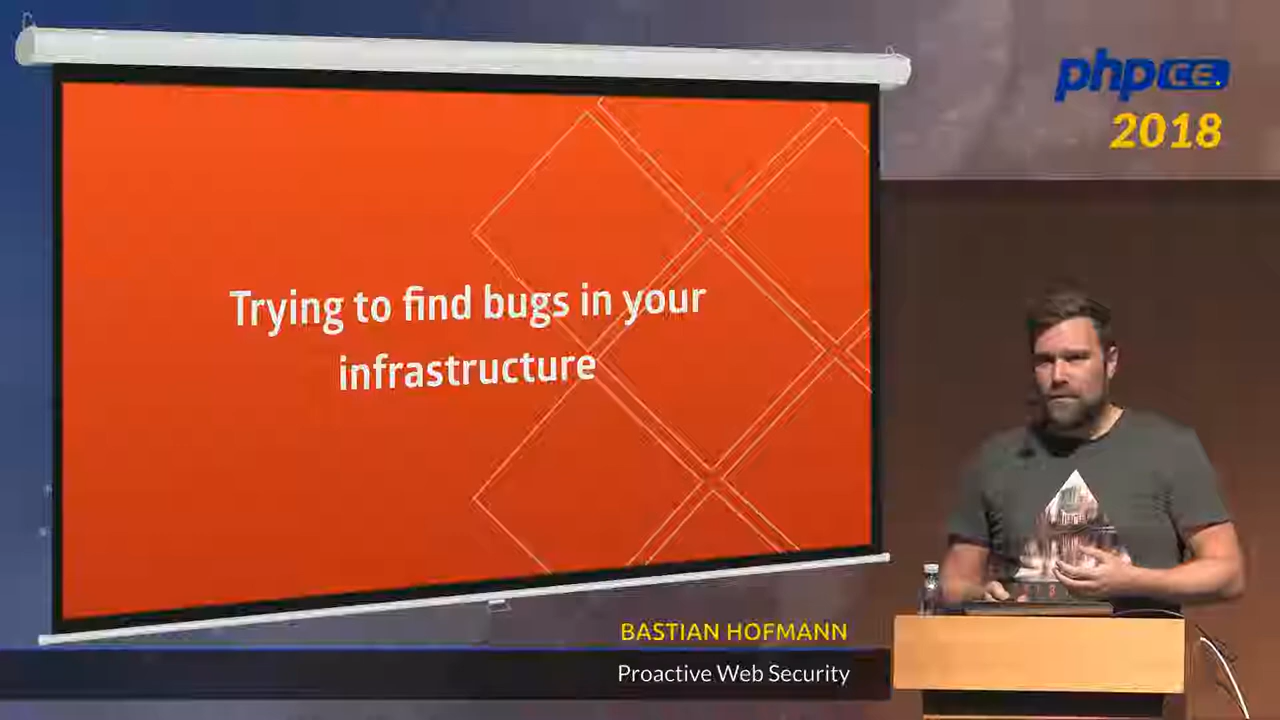 phpCE
2018
Trying to find bugs in your
infrastructure
BASTIAN HOFMANN
Proactive Web Security